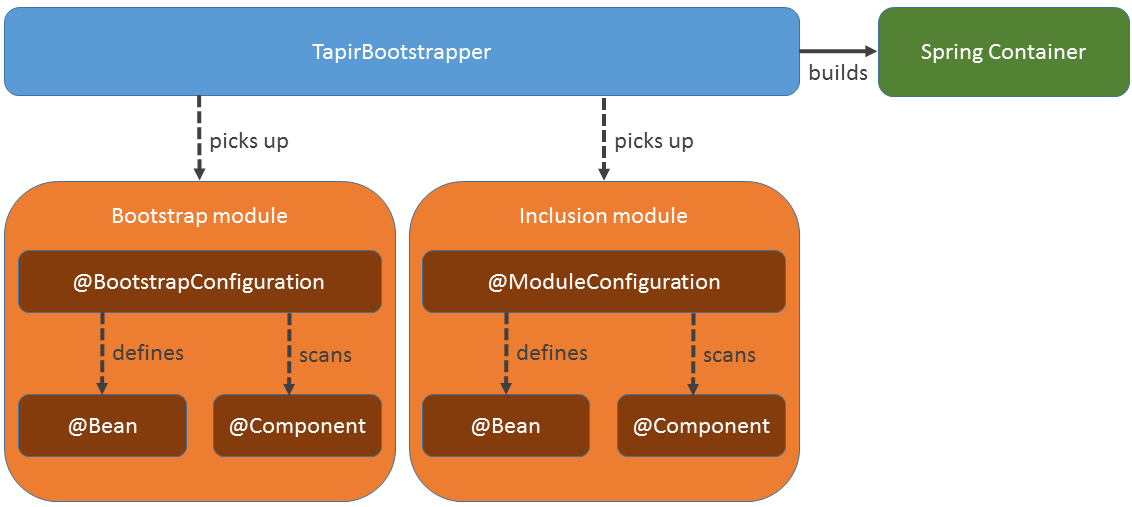 TapirBootstrapper
builds
Spring Container
picks up
picks up
Bootstrap module
Inclusion module
@BootstrapConfiguration
@ModuleConfiguration
defines
scans
defines
scans
@Bean
@Component
@Bean
@Component